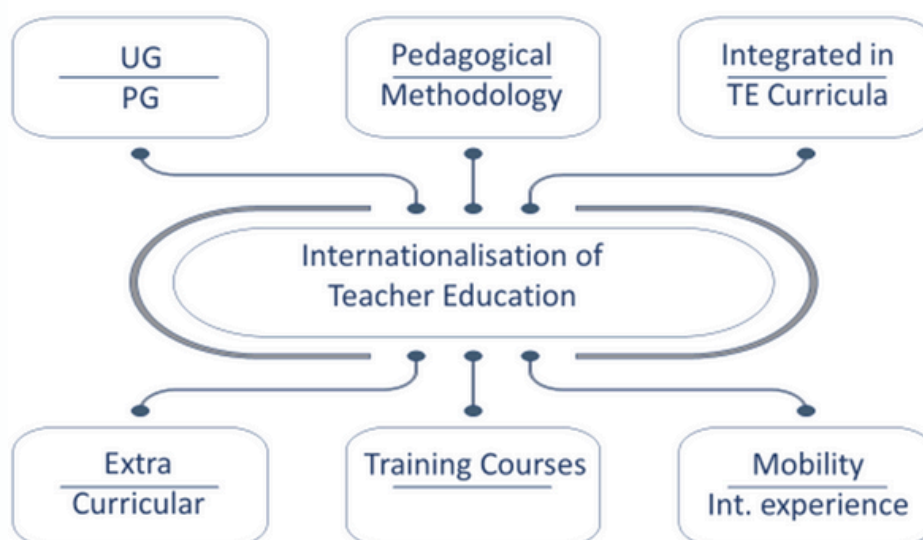 UG
PG
Pedagogical
Methodology
Integrated in
TE Curricula
Internationalisation of
Teacher Education
Extra
Curricular
Training Courses
Mobility
Int. experience